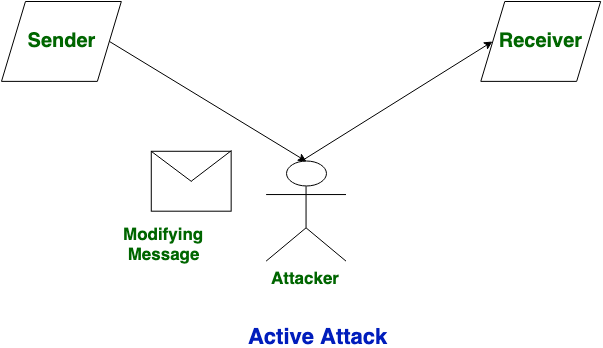 Sender
Receiver
Modifying
Message
Attacker
Active Attack